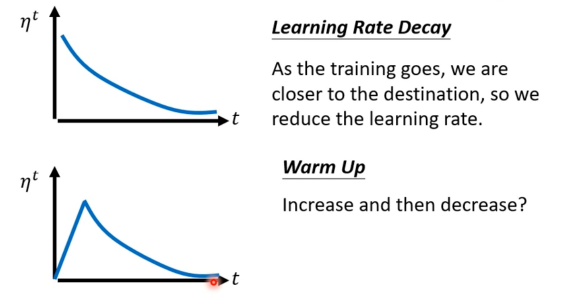 η^t
t
Learning Rate Decay
As the training goes, we are
closer to the destination, so we
reduce the learning rate.
η^t
t
Warm Up
Increase and then decrease?